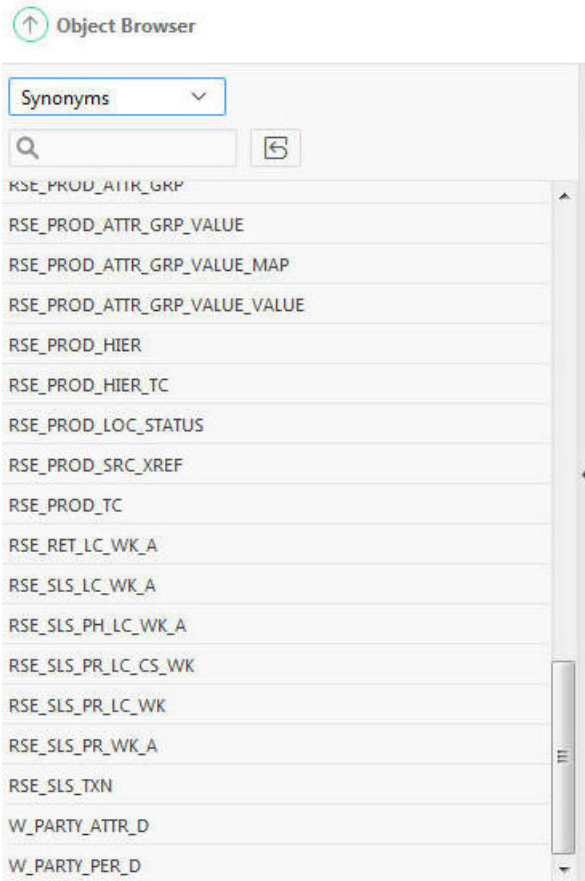 Object Browser
Synonyms
RSE_PROD_ATTR_GRP
RSE_PROD_ATTR_GRP_VALUE
RSE_PROD_ATTR_GRP_VALUE_MAP
RSE_PROD_ATTR_GRP_VALUE_VALUE
RSE_PROD_HIER
RSE_PROD_HIER_TC
RSE_PROD_LOC_STATUS
RSE_PROD_SRC_XREF
RSE_PROD_TC
RSE_RET_LC_WK_A
RSE_SLS_LC_WK_A
RSE_SLS_PH_LC_WK_A
RSE_SLS_PR_LC_CS_WK
RSE_SLS_PR_LC_WK
RSE_SLS_PR_WK_A
RSE_SLS_TXN
W_PARTY_ATTR_D
W_PARTY_PER_D